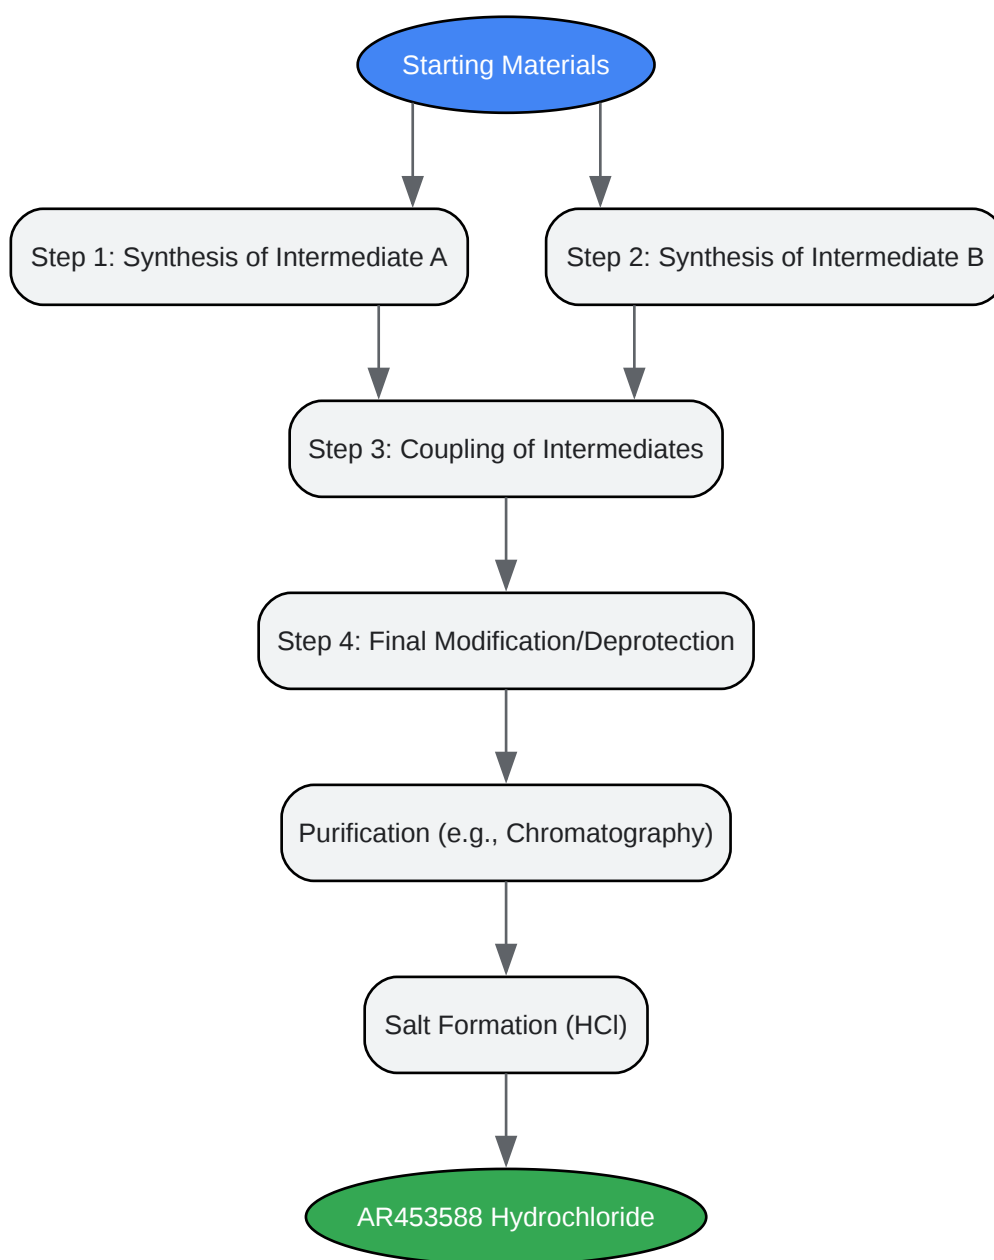 Starting Materials
Step 1: Synthesis of Intermediate A
Step 2: Synthesis of Intermediate B
Step 3: Coupling of Intermediates
Step 4: Final Modification/Deprotection
Purification (e.g., Chromatography)
Salt Formation (HCl)
AR453588 Hydrochloride